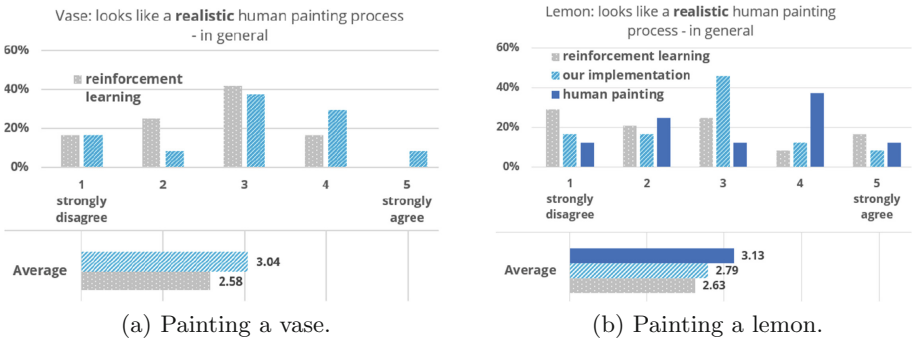 Vase: looks like a realistic human painting process
- in general
60%
40%
20%
0%
reinforcement
learning
1
strongly
disagree
2
3
4
5
strongly
agree
Average
3.04
2.58
(a) Painting a vase.
Lemon: looks like a realistic human painting
process - in general
60%
40%
20%
0%
reinforcement learning
our implementation
human painting
1
strongly
disagree
2
3
4
5
strongly
agree
Average
3.13
2.79
2.63
(b) Painting a lemon.